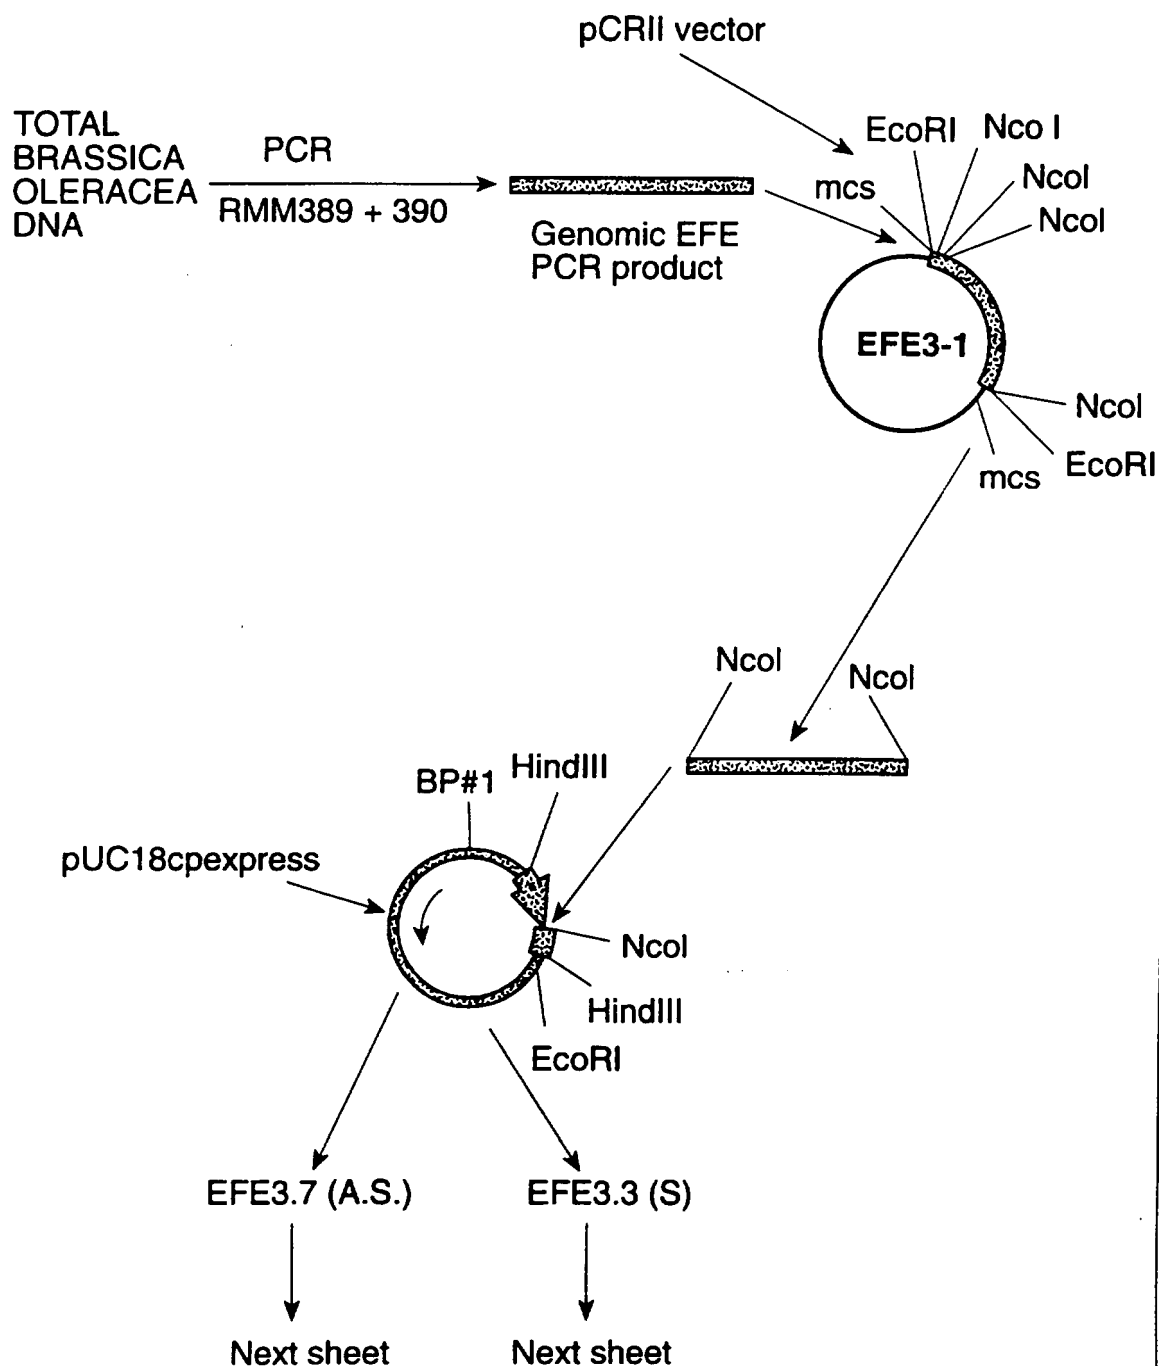 pCRII vector
TOTAL
BRASSICA
OLERACEA
DNA
PCR
RMM389 + 390
Genomic EFE
PCR product
mcs
EcoRI
Nco I
NcoI
NcoI
EFE3-1
NcoI
EcoRI
mcs
NcoI
NcoI
BP#1
HindIII
pUC18cpexpress
NcoI
HindIII
EcoRI
EFE3.7 (A.S.)
EFE3.3 (S)
Next sheet
Next sheet